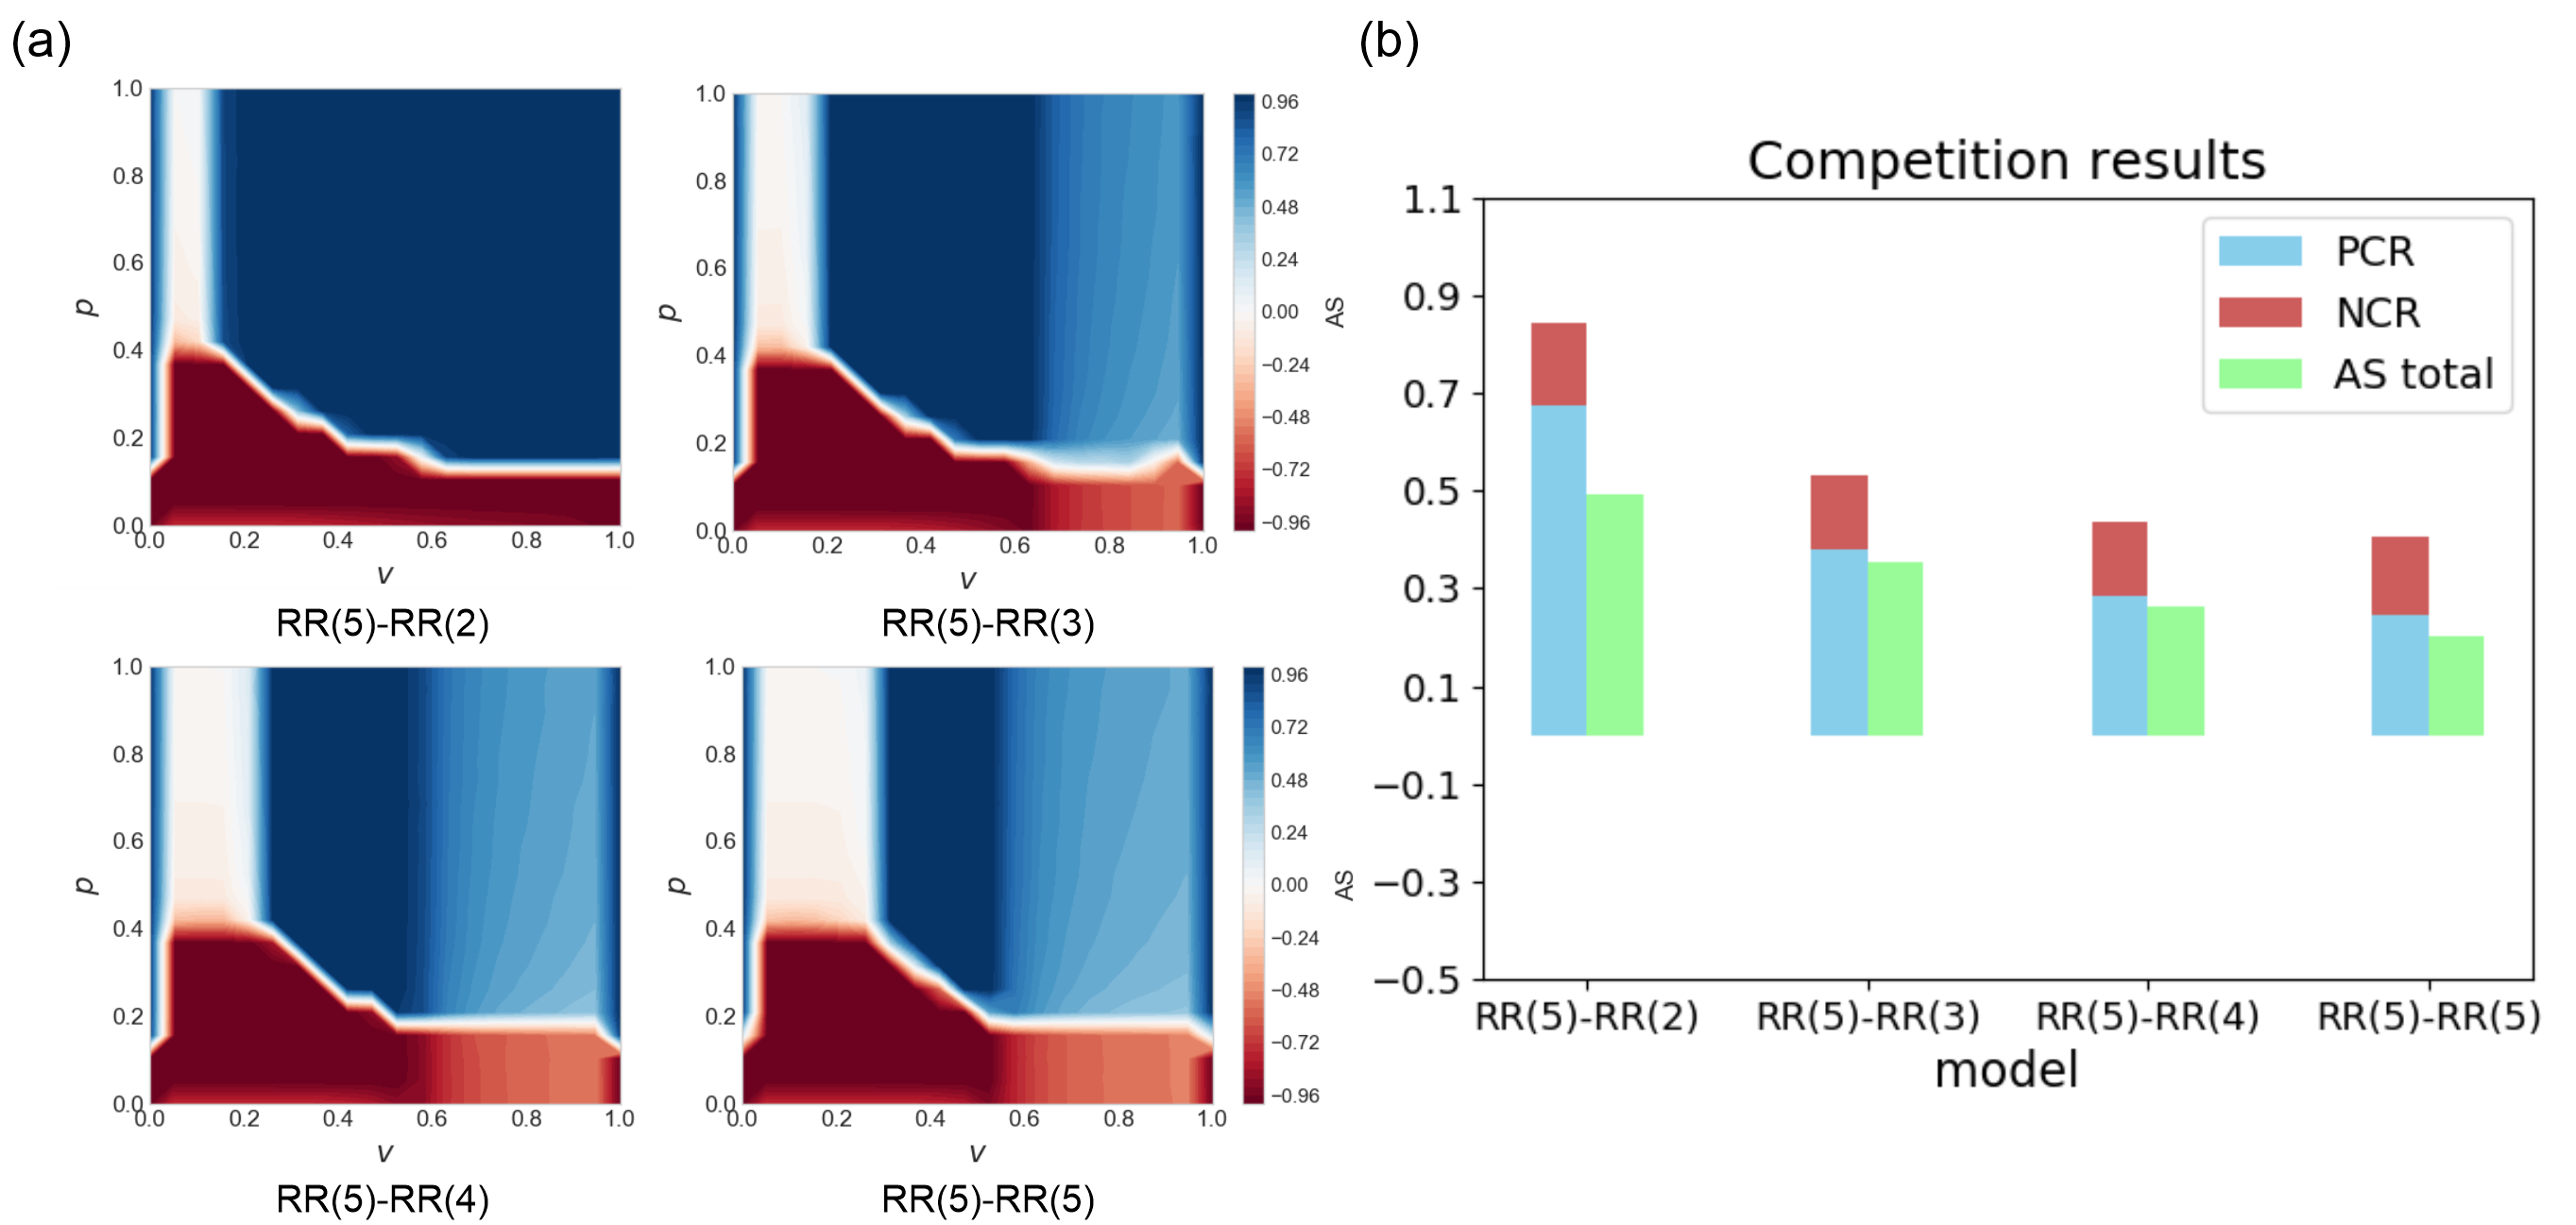 (a)
1.0
0.8
0.6
0.4
0.2
0.0
p
0.0 0.2 0.4 0.6 0.8 1.0
v
RR(5)-RR(2)
1.0
0.8
0.6
0.4
0.2
0.0
p
0.0 0.2 0.4 0.6 0.8 1.0
v
RR(5)-RR(3)
0.96
0.72
0.48
0.24
0.00
−0.24
−0.48
−0.72
−0.96
AS
1.0
0.8
0.6
0.4
0.2
0.0
p
0.0 0.2 0.4 0.6 0.8 1.0
v
RR(5)-RR(4)
1.0
0.8
0.6
0.4
0.2
0.0
p
0.0 0.2 0.4 0.6 0.8 1.0
v
RR(5)-RR(5)
0.96
0.72
0.48
0.24
0.00
−0.24
−0.48
−0.72
−0.96
AS
(b)
Competition results
1.1
0.9
0.7
0.5
0.3
0.1
−0.1
−0.3
−0.5
PCR
NCR
AS total
RR(5)-RR(2) RR(5)-RR(3) RR(5)-RR(4) RR(5)-RR(5)
model